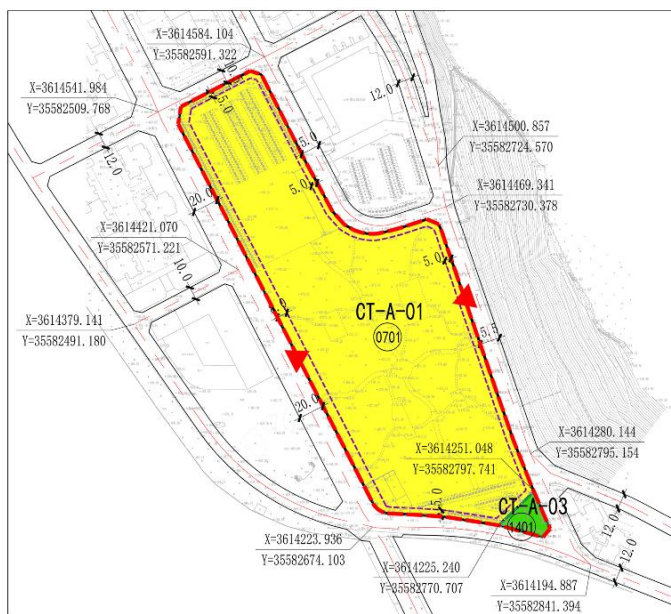 X=3614584.104
Y=35582591.322
X=3614541.984
Y=35582509.768
12.0
X=3614500.857
Y=35582724.570
5.0
5.0
12.0
X=3614469.341
Y=35582730.378
5.0
20.0
X=3614421.070
Y=35582571.221
5.0
10.0
CT-A-01
0701
X=3614379.141
Y=35582491.180
5.5
20.0
X=3614280.144
Y=35582795.154
X=3614251.048
Y=35582797.741
CT-A-03
1401
5.0
12.0
X=3614223.936
Y=35582674.103
12.0
X=3614225.240
Y=35582770.707
X=3614194.887
Y=35582841.394